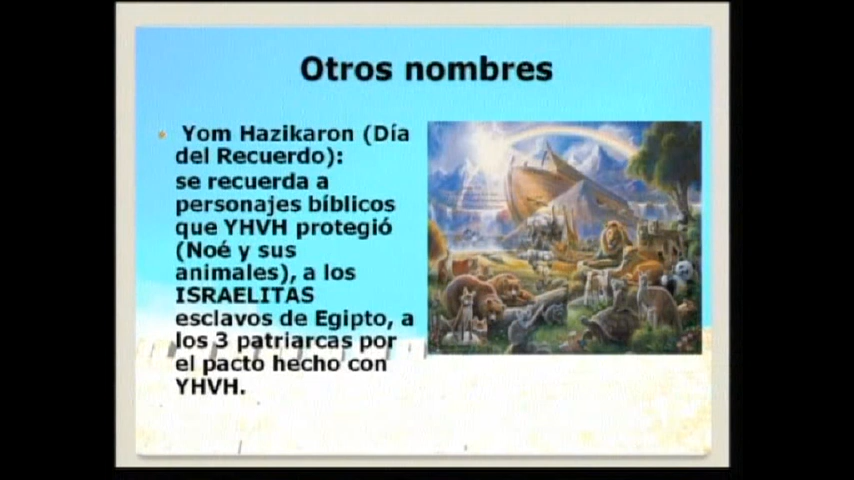 Otros nombres
Yom Hazikaron (Día
del Recuerdo):
se recuerda a
personajes bíblicos
que YHVH protegió
(Noé y sus
animales), a los
ISRAELITAS
esclavos de Egipto, a
los 3 patriarcas por
el pacto hecho con
YHVH.